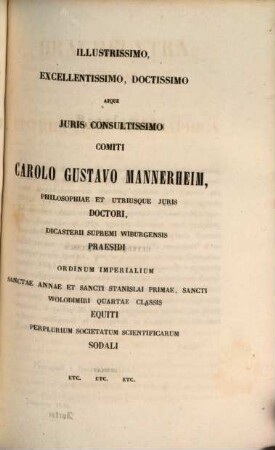 ILLUSTRISSIMO,
EXCELLENTISSIMO, DOCTISSIMO
ATQUE
JURIS CONSULTISSIMO
COMITI
CAROLO GUSTAVO MANNERHEIM,
PHILOSOPHIAE ET UTRIUSQUE JURIS
DOCTORI,
DICASTERII SUPREMI WIBURGENSIS
PRAESIDI
ORDINUM IMPERIALIUM
SANCTAE ANNAE ET SANCTI STANISLAI PRIMAE, SANCTI
WOLODIMIRI QUARTAE CLASSIS
EQUITI
PERPLURIUM SOCIETATUM SCIENTIFICARUM
SODALI
ETC. ETC. ETC.